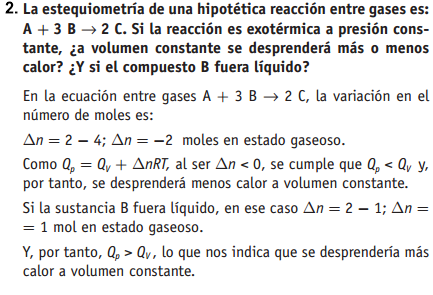 2. La estequiometría de una hipotética reacción entre gases es:
A + 3 B → 2 C. Si la reacción es exotérmica a presión cons-
tante, ¿a volumen constante se desprenderá más o menos
calor? ¿Y si el compuesto B fuera líquido?
En la ecuación entre gases A + 3 B → 2 C, la variación en el
número de moles es:
Δn = 2 − 4; Δn = −2 moles en estado gaseoso.
Como Qp = Qv + ΔnRT, al ser Δn < 0, se cumple que Qp < Qv y,
por tanto, se desprenderá menos calor a volumen constante.
Si la sustancia B fuera líquido, en ese caso Δn = 2 − 1; Δn =
= 1 mol en estado gaseoso.
Y, por tanto, Qp > Qv, lo que nos indica que se desprendería más
calor a volumen constante.